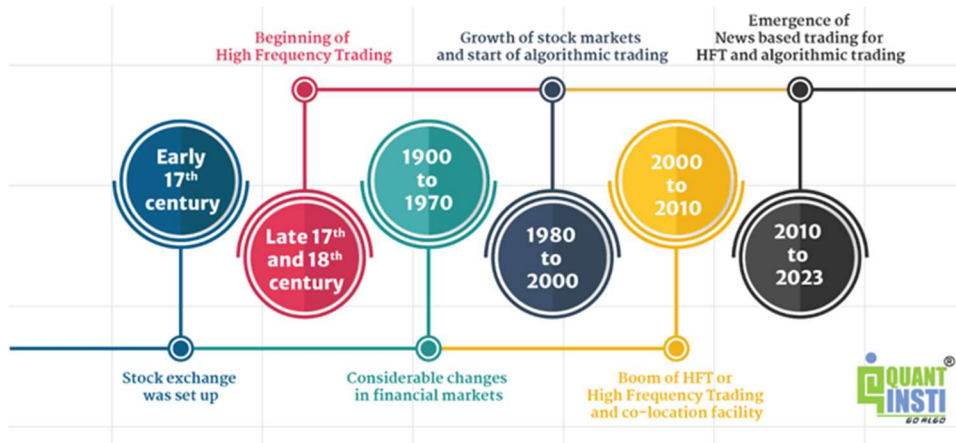 Beginning of
High Frequency Trading
Growth of stock markets
and start of algorithmic trading
Emergence of
News based trading for
HFT and algorithmic trading
Early
17th
century
Late 17th
and 18th
century
1900
to
1970
1980
to
2000
2000
to
2010
2010
to
2023
Stock exchange
was set up
Considerable changes
in financial markets
Boom of HFT or
High Frequency Trading
and co-location facility
QUANT®
INSTI
GO ALGO